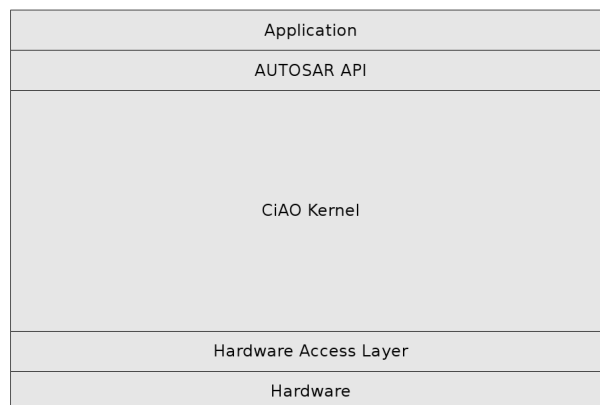 Application
AUTOSAR API
CiAO Kernel
Hardware Access Layer
Hardware